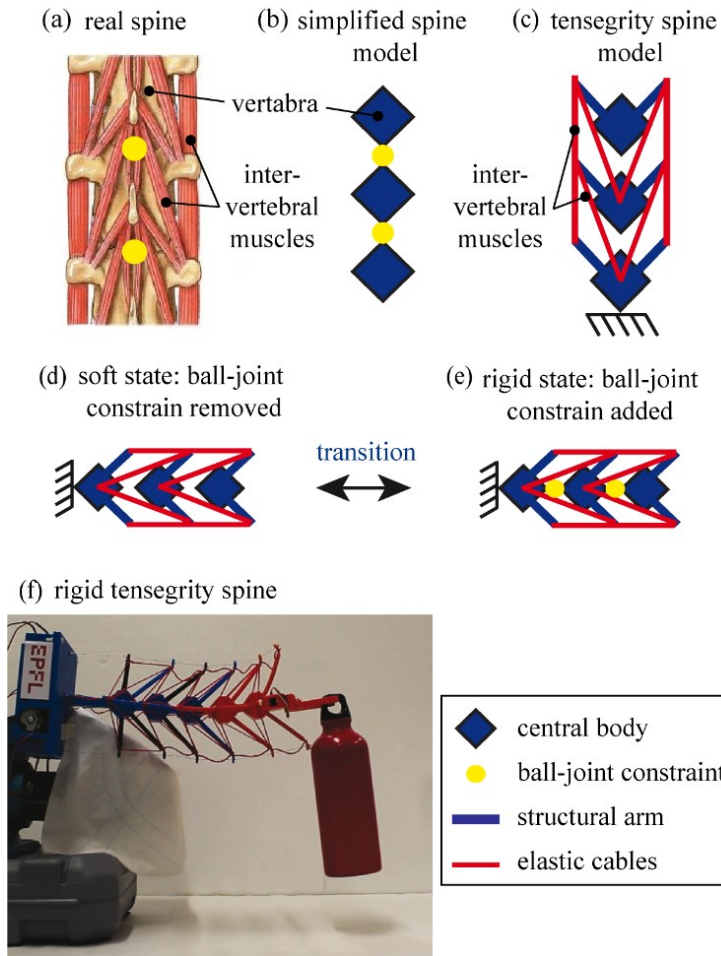 (a) real spine
(b) simplified spine
model
(c) tensegrity spine
model
vertabra
inter-
vertebral
muscles
inter-
vertebral
muscles
(d) soft state: ball-joint
constrain removed
transition
(e) rigid state: ball-joint
constrain added
(f) rigid tensegrity spine
EPFL
central body
ball-joint constraint
structural arm
elastic cables